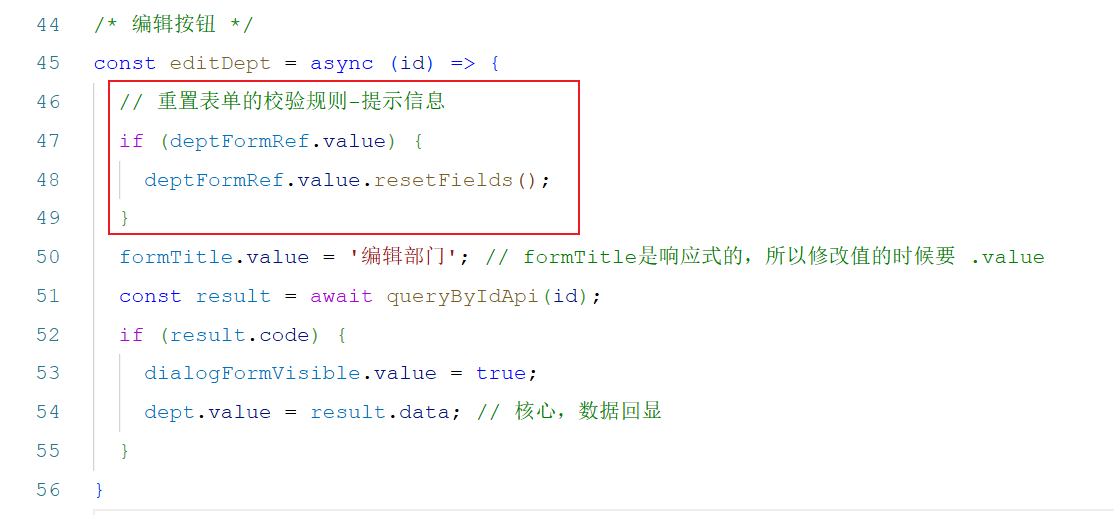 44 /* 编辑按钮 */
45 const editDept = async (id) => {
46 // 重置表单的校验规则-提示信息
47 if (deptFormRef.value) {
48 deptFormRef.value.resetFields();
49 }
50 formTitle.value = '编辑部门'; // formTitle是响应式的，所以修改值的时候要 .value
51 const result = await queryByIdApi(id);
52 if (result.code) {
53 dialogFormVisible.value = true;
54 dept.value = result.data; // 核心，数据回显
55 }
56 }